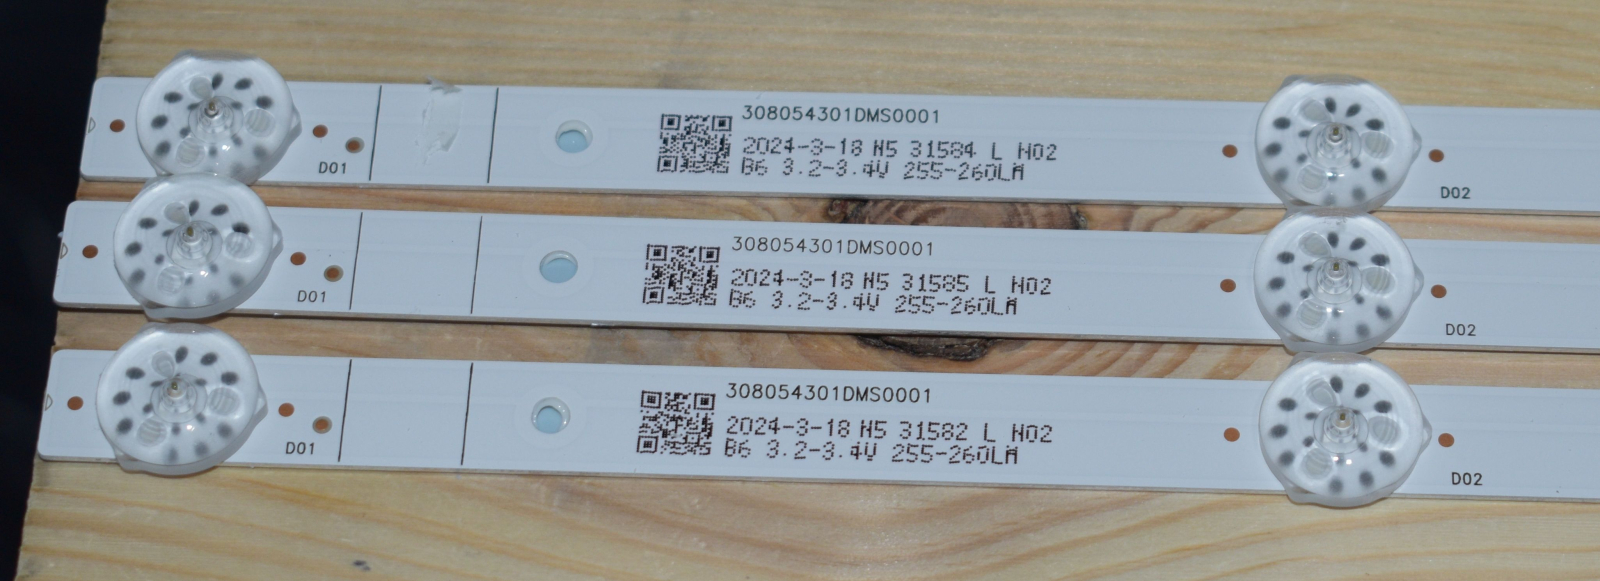 308054301DMS0001
2024-3-18 N5 31584 L N02
B6 3.2-3.4V 255-260LM
D01
D02
308054301DMS0001
2024-3-18 N5 31585 L N02
B6 3.2-3.4V 255-260LM
D01
D02
308054301DMS0001
2024-3-18 N5 31582 L N02
B6 3.2-3.4V 255-260LM
D01
D02